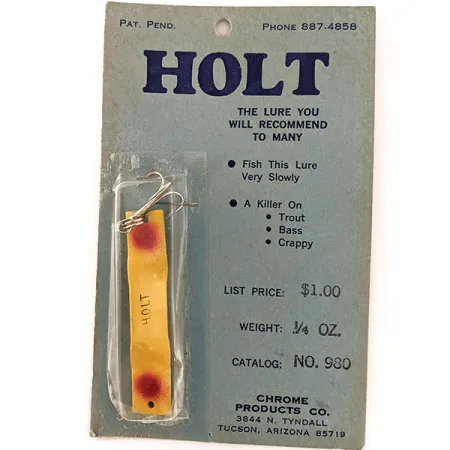 PAT. PEND. PHONE 887-4858
HOLT
THE LURE YOU
WILL RECOMMEND
TO MANY
• Fish This Lure
Very Slowly
• A Killer On
• Trout
• Bass
• Crappy
HOLT
LIST PRICE: $1.00
WEIGHT: 1/4 OZ.
CATALOG: NO. 980
CHROME
PRODUCTS CO.
3844 N. TYNDALL
TUCSON, ARIZONA 85719